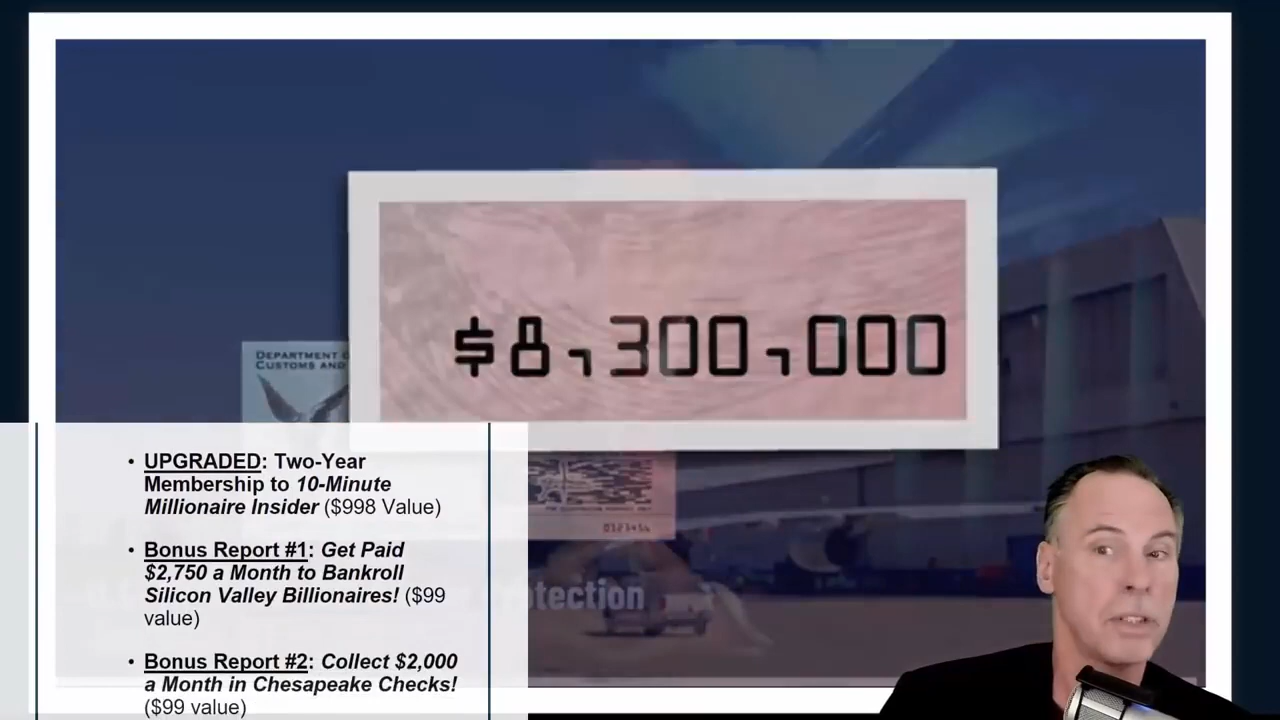 $8,300,000
DEPARTMENT O
CUSTOMS AND
• UPGRADED: Two-Year
Membership to 10-Minute
Millionaire Insider ($998 Value)
0123456
• Bonus Report #1: Get Paid
$2,750 a Month to Bankroll
Silicon Valley Billionaires! ($99
value)
otection
• Bonus Report #2: Collect $2,000
a Month in Chesapeake Checks!
($99 value)